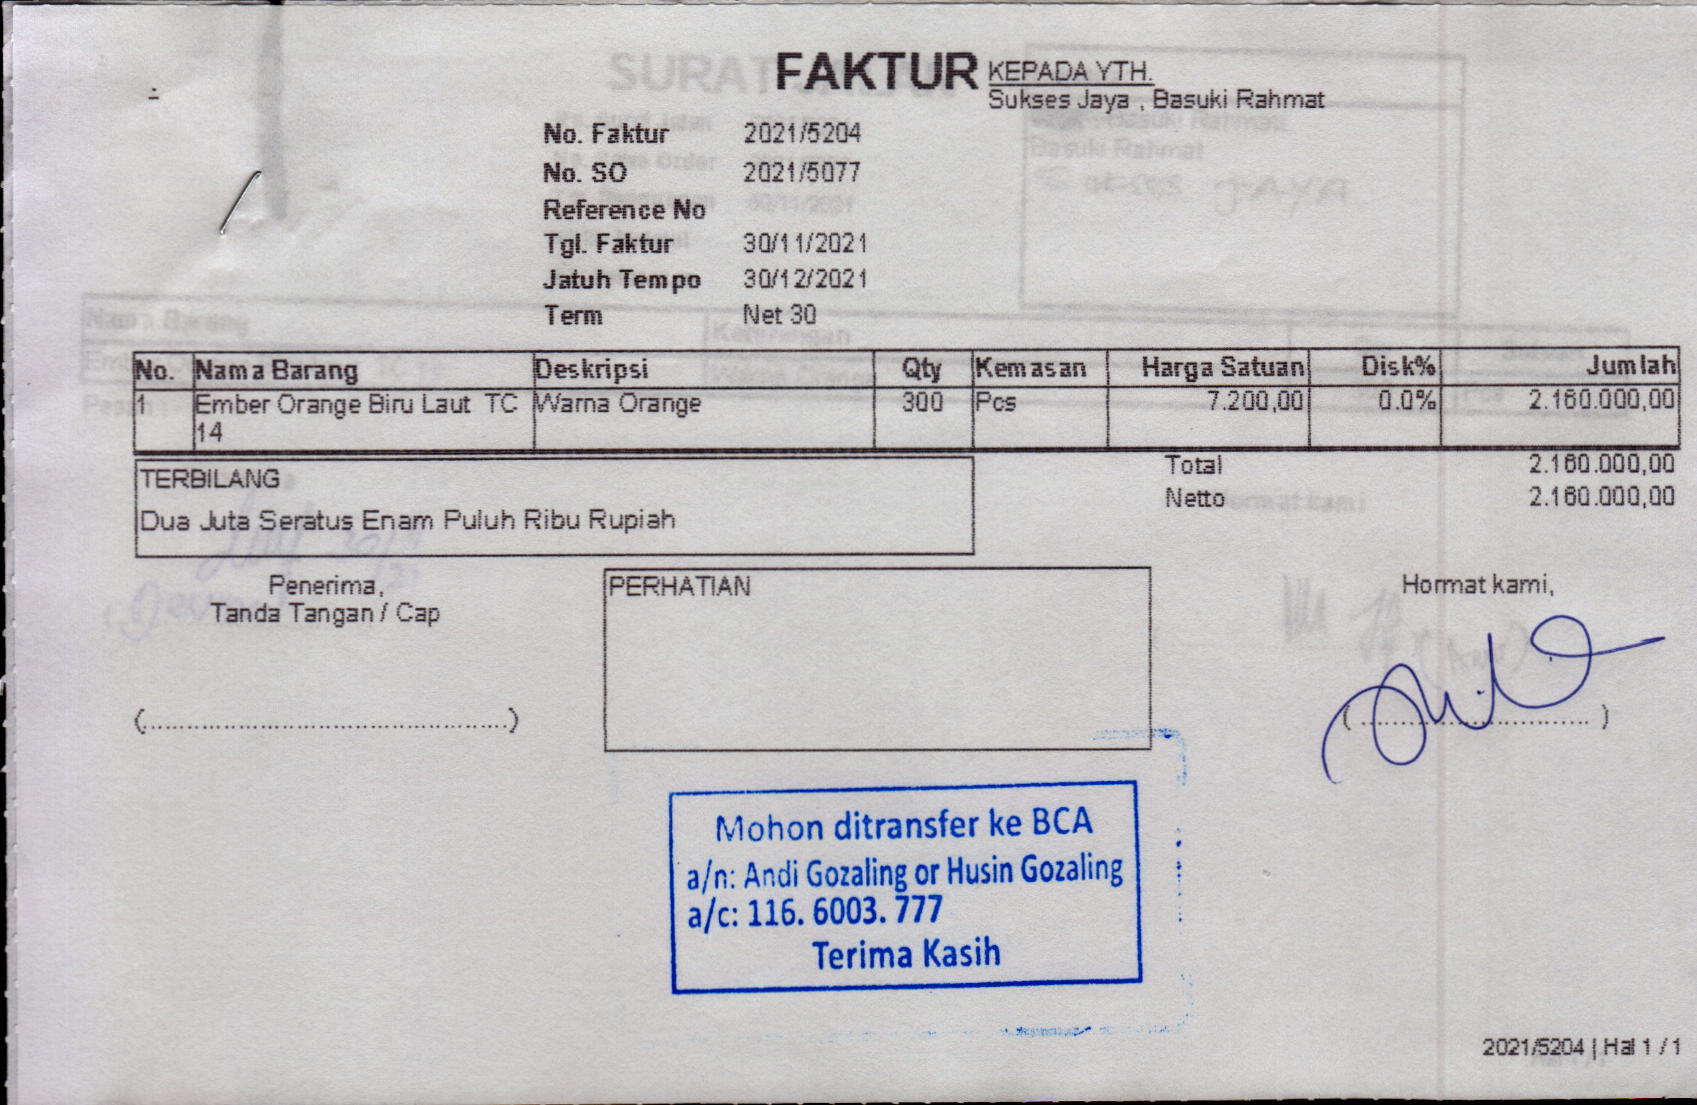 FAKTUR
KEPADA YTH.
Sukses Jaya , Basuki Rahmat
No. Faktur 2021/5204
No. SO 2021/5077
Reference No
Tgl. Faktur 30/11/2021
Jatuh Tempo 30/12/2021
Term Net 30
No. Nama Barang Deskripsi Qty Kemasan Harga Satuan Disk% Jumlah
1 Ember Orange Biru Laut TC Warna Orange 300 Pcs 7.200,00 0.0% 2.160.000,00
14
Total 2.160.000,00
Netto 2.160.000,00
TERBILANG
Dua Juta Seratus Enam Puluh Ribu Rupiah
Penerima,
Tanda Tangan / Cap
(............................................)
PERHATIAN
Hormat kami,
(............................)
Mohon ditransfer ke BCA
a/n: Andi Gozaling or Husin Gozaling
a/c: 116. 6003. 777
Terima Kasih
2021/5204 | Hal 1 / 1